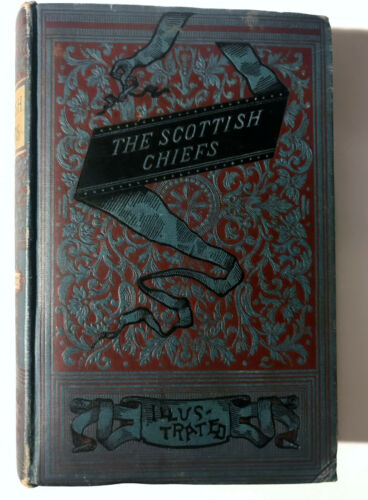 THE SCOTTISH
CHIEFS
ILLUS-
TRATED